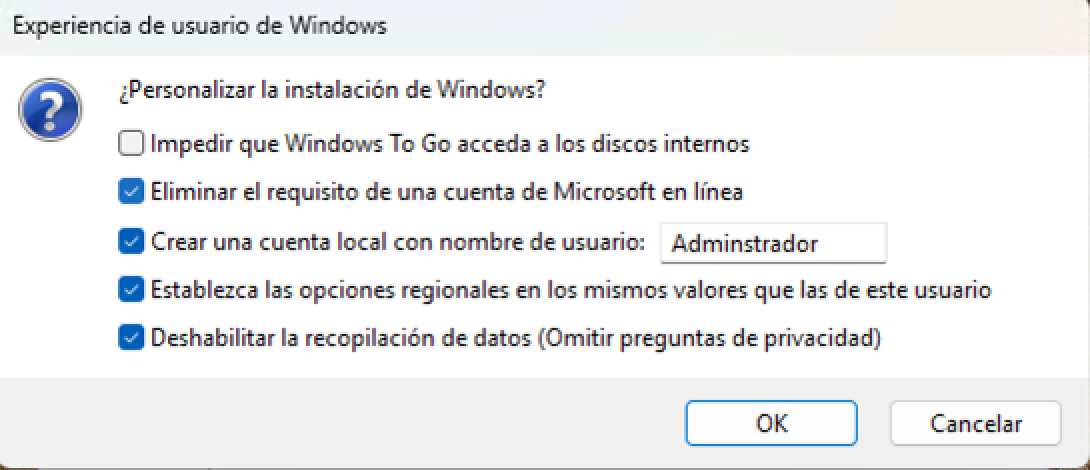 Experiencia de usuario de Windows
¿Personalizar la instalación de Windows?
Impedir que Windows To Go acceda a los discos internos
Eliminar el requisito de una cuenta de Microsoft en línea
Crear una cuenta local con nombre de usuario: Adminstrador
Establezca las opciones regionales en los mismos valores que las de este usuario
Deshabilitar la recopilación de datos (Omitir preguntas de privacidad)
OK Cancelar